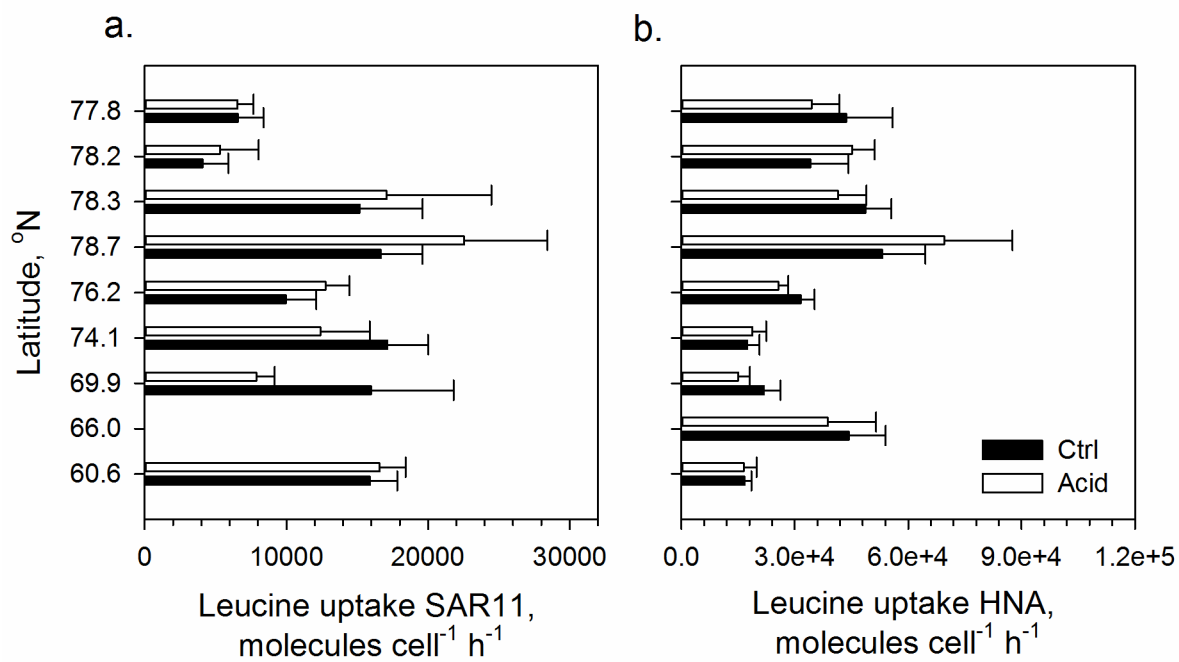 a.
b.
Latitude, °N
77.8
78.2
78.3
78.7
76.2
74.1
69.9
66.0
60.6
0 10000 20000 30000
Leucine uptake SAR11,
molecules cell⁻¹ h⁻¹
Ctrl
Acid
0.0 3.0e+4 6.0e+4 9.0e+4 1.2e+5
Leucine uptake HNA,
molecules cell⁻¹ h⁻¹